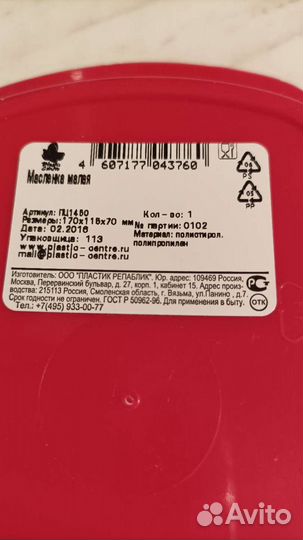 4 607177 043760
Масленка малая
Артикул: ПЦ1450
Кол - во: 1
Размеры: 170х118х70 мм
№ партии: 0102
Дата: 02.2016
Материал: полистирол.
Упаковщица: 113
полипропилен
www.plastic - centre.ru
mail@plastic - centre.ru
06
PS
05
PP
Изготовитель: ООО "ПЛАСТИК РЕПАБЛИК". Юр. адрес: 109469 Россия,
Москва, Перервинский бульвар, д. 27, кор. 1, кабинет 15. Адрес
производства: 215113 Россия, Смоленская область, г. Вязьма, ул.Панино , д.7.
Срок годности не ограничен. ГОСТ Р 50962-96. Для применения в быту.
Тел.: +7(495) 933-00-77
ОТК
Avito